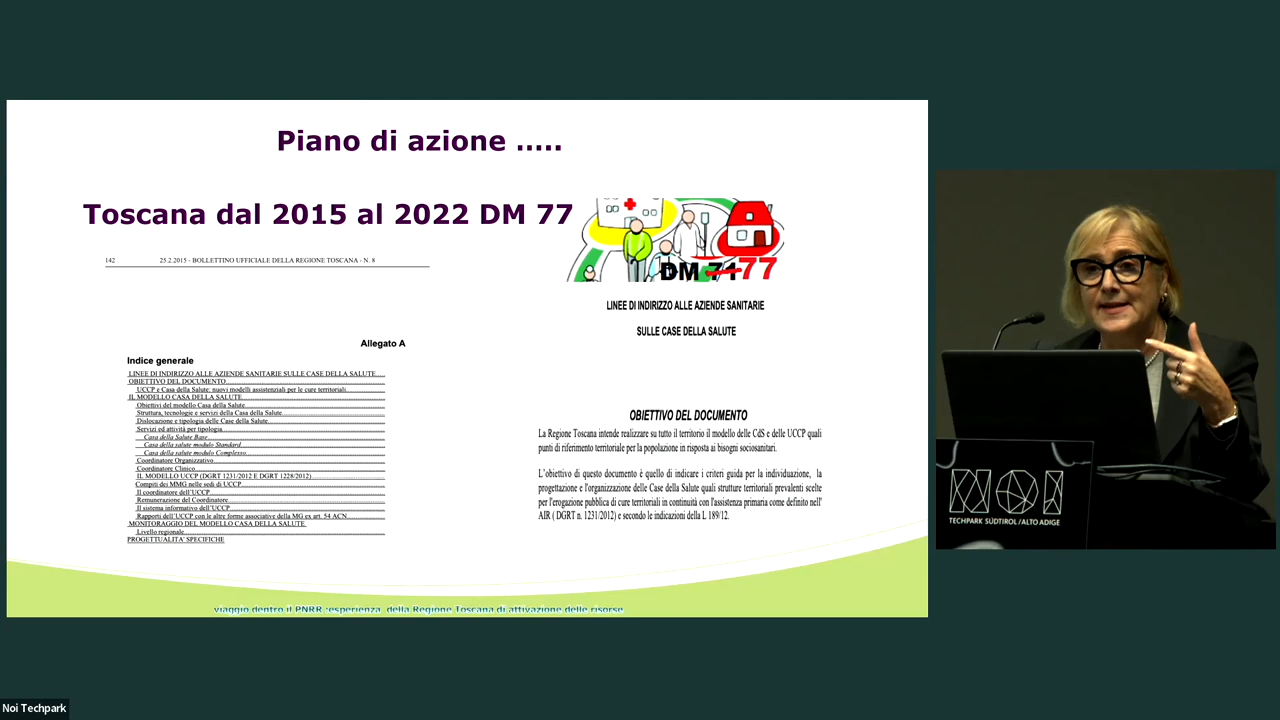 Piano di azione .....
Toscana dal 2015 al 2022 DM 77
DM 71 77
142 25.2.2015 - BOLLETTINO UFFICIALE DELLA REGIONE TOSCANA - N. 8
Allegato A
Indice generale
LINEE DI INDIRIZZO ALLE AZIENDE SANITARIE SULLE CASE DELLA SALUTE
OBIETTIVO DEL DOCUMENTO
UCCP e Casa della Salute: nuovi modelli assistenziali per le cure territoriali
IL MODELLO CASA DELLA SALUTE
Obiettivi del modello Casa della Salute
Struttura, tecnologie e servizi della Casa della Salute
Dislocazione e tipologia delle Case della Salute
Servizi ed attività per tipologia
Casa della Salute Base
Casa della salute modulo Standard
Casa della salute modulo Complesso
Coordinatore Organizzativo
Coordinatore Clinico
IL MODELLO UCCP (DGRT 1231/2012 E DGRT 1228/2012)
Compiti dei MMG nelle sedi di UCCP
Il coordinatore dell'UCCP
Remunerazione del Coordinatore
Il sistema informativo dell'UCCP
Rapporti dell'UCCP con le altre forme associative della MG ex art. 54 ACN
MONITORAGGIO DEL MODELLO CASA DELLA SALUTE
Livello regionale
PROGETTUALITA' SPECIFICHE
LINEE DI INDIRIZZO ALLE AZIENDE SANITARIE
SULLE CASE DELLA SALUTE
OBIETTIVO DEL DOCUMENTO
La Regione Toscana intende realizzare su tutto il territorio il modello delle CdS e delle UCCP quali
punti di riferimento territoriale per la popolazione in risposta ai bisogni sociosanitari.
L'obiettivo di questo documento è quello di indicare i criteri guida per la individuazione, la
progettazione e l'organizzazione delle Case della Salute quali strutture territoriali prevalenti scelte
per l'erogazione pubblica di cure territoriali in continuità con l'assistenza primaria come definito nell'
AIR ( DGRT n. 1231/2012) e secondo le indicazioni della L 189/12.
viaggio dentro il PNRR :esperienza della Regione Toscana di attivazione delle risorse
NOI
TECHPARK SÜDTIROL / ALTO ADIGE
Noi Techpark